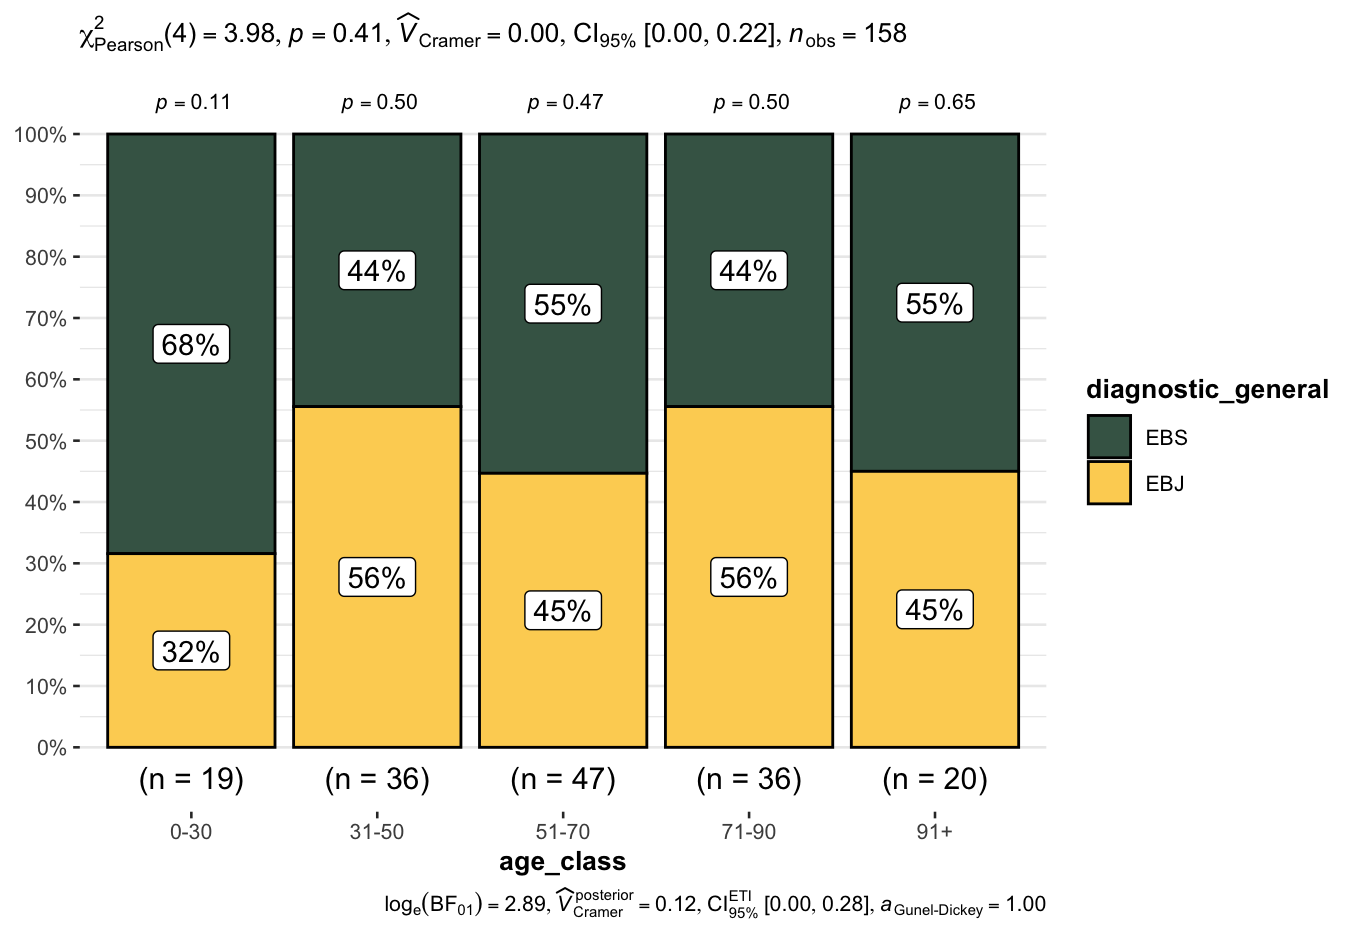 χ²Pearson(4) = 3.98, p = 0.41, V̂Cramer = 0.00, CI95% [0.00, 0.22], nobs = 158
p = 0.11 p = 0.50 p = 0.47 p = 0.50 p = 0.65
100%
90%
80%
70%
60%
50%
40%
30%
20%
10%
0%
68% 44% 55% 44% 55%
32% 56% 45% 56% 45%
(n = 19) (n = 36) (n = 47) (n = 36) (n = 20)
0-30 31-50 51-70 71-90 91+
age_class
diagnostic_general
EBS
EBJ
loge(BF01) = 2.89, V̂posterior Cramer = 0.12, CIETI 95% [0.00, 0.28], aGunel-Dickey = 1.00